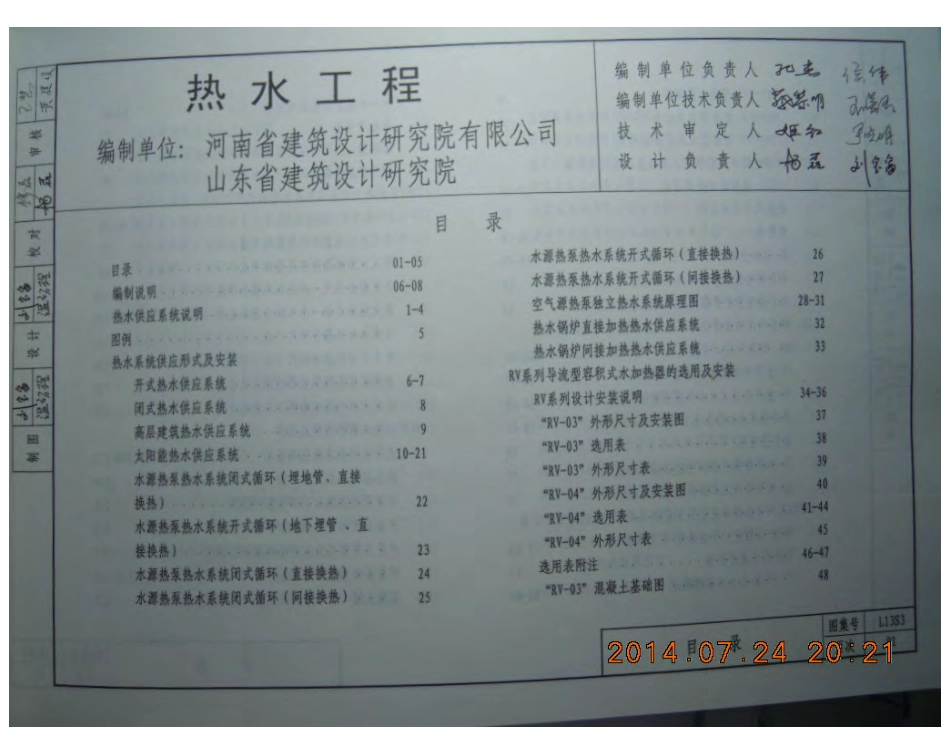 热水工程
编制单位：河南省建筑设计研究院有限公司
山东省建筑设计研究院
编制单位负责人
编制单位技术负责人
技术审定人
设计负责人
审核
校对
设计
制图
目录
目录 01-05
编制说明 06-08
热水供应系统说明 1-4
图例 5
热水系统供应形式及安装
开式热水供应系统 6-7
闭式热水供应系统 8
高层建筑热水供应系统 9
太阳能热水供应系统 10-21
水源热泵热水系统闭式循环（埋地管、直接
换热） 22
水源热泵热水系统开式循环（地下埋管、直
接换热） 23
水源热泵热水系统闭式循环（直接换热） 24
水源热泵热水系统闭式循环（间接换热） 25
水源热泵热水系统开式循环（直接换热） 26
水源热泵热水系统开式循环（间接换热） 27
空气源热泵独立热水系统原理图 28-31
热水锅炉直接加热热水供应系统 32
热水锅炉间接加热热水供应系统 33
RV系列导流型容积式水加热器的选用及安装
RV系列设计安装说明 34-36
“RV-03”外形尺寸及安装图 37
“RV-03”选用表 38
“RV-03”外形尺寸表 39
“RV-04”外形尺寸及安装图 40
“RV-04”选用表 41-44
“RV-04”外形尺寸表 45
选用表附注 46-47
“RV-03”混凝土基础图 48
目录
图集号 L13S3
页次
2014.07.24 20:21